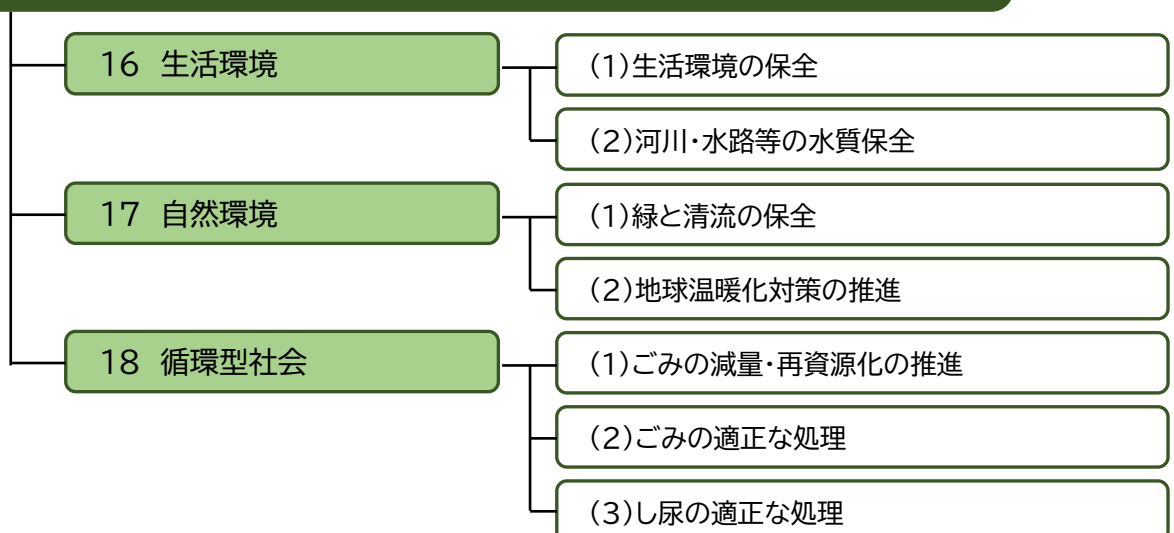 16 生活環境
(1)生活環境の保全
(2)河川・水路等の水質保全
17 自然環境
(1)緑と清流の保全
(2)地球温暖化対策の推進
18 循環型社会
(1)ごみの減量・再資源化の推進
(2)ごみの適正な処理
(3)し尿の適正な処理